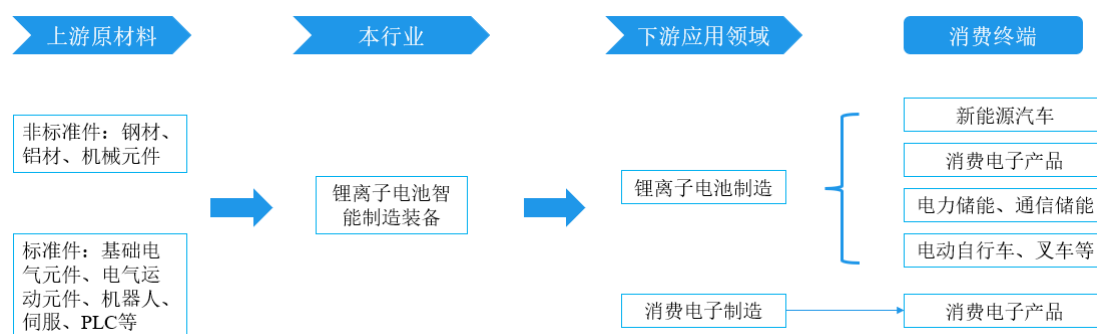 上游原材料
本行业
下游应用领域
消费终端
非标准件：钢材、
铝材、机械元件
标准件：基础电
气元件、电气运
动元件、机器人、
伺服、PLC等
锂离子电池智
能制造装备
锂离子电池制造
消费电子制造
新能源汽车
消费电子产品
电力储能、通信储能
电动自行车、叉车等
消费电子产品